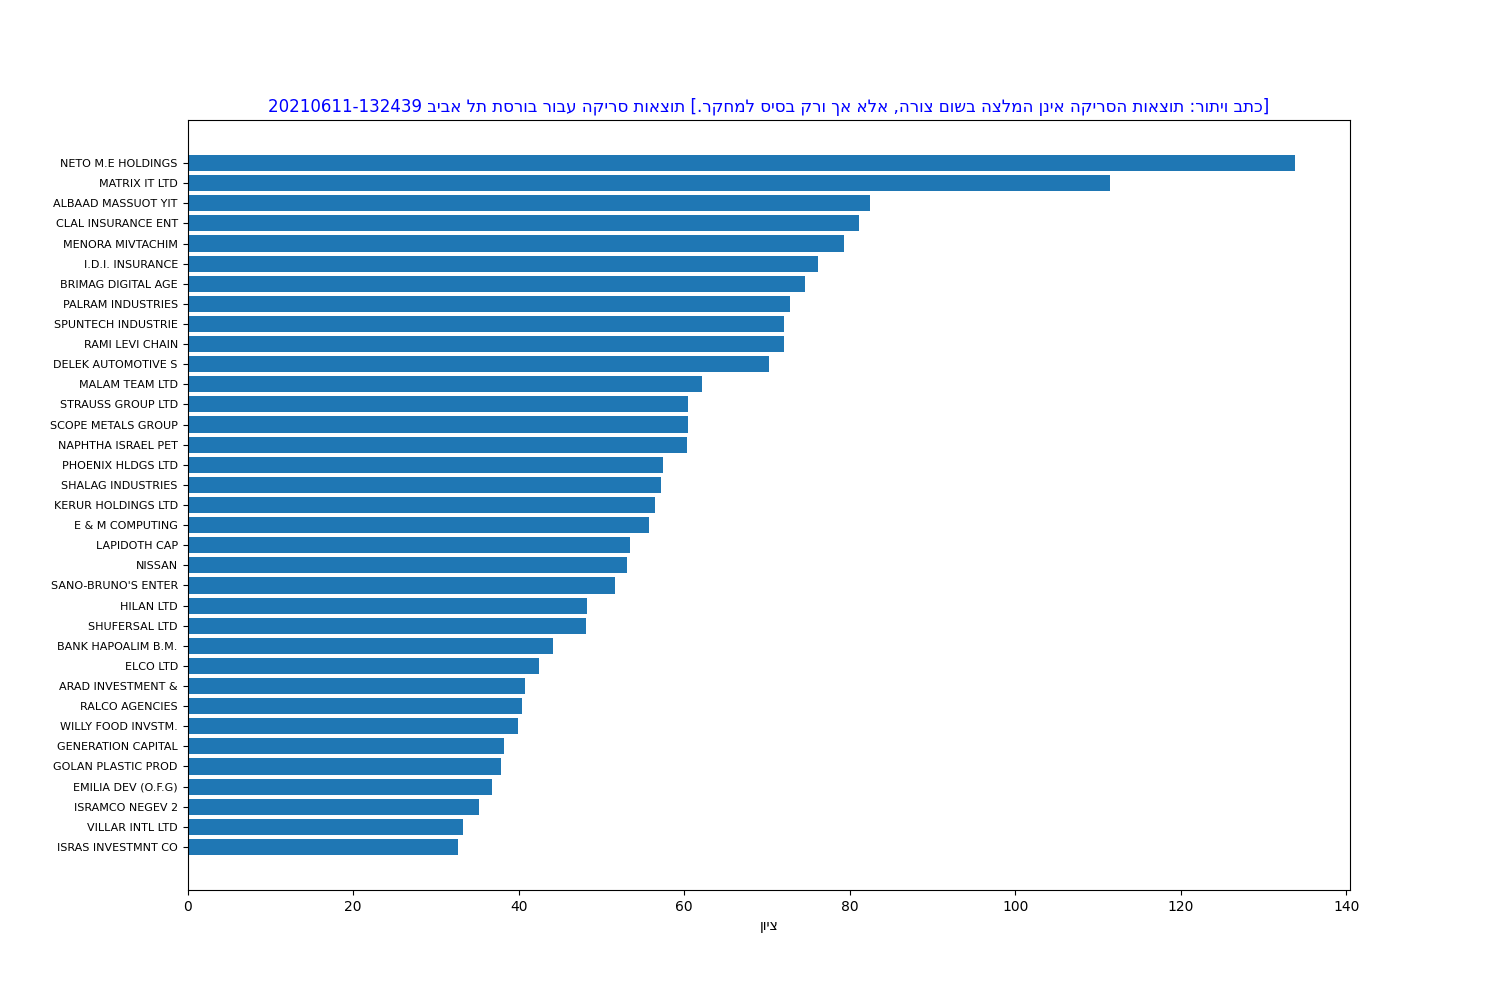 [כתב ויתור: תוצאות הסריקה אינן המלצה בשום צורה, אלא אך ורק בסיס למחקר.] תוצאות סריקה עבור בורסת תל אביב 20210611-132439
NETO M.E HOLDINGS
MATRIX IT LTD
ALBAAD MASSUOT YIT
CLAL INSURANCE ENT
MENORA MIVTACHIM
I.D.I. INSURANCE
BRIMAG DIGITAL AGE
PALRAM INDUSTRIES
SPUNTECH INDUSTRIE
RAMI LEVI CHAIN
DELEK AUTOMOTIVE S
MALAM TEAM LTD
STRAUSS GROUP LTD
SCOPE METALS GROUP
NAPHTHA ISRAEL PET
PHOENIX HLDGS LTD
SHALAG INDUSTRIES
KERUR HOLDINGS LTD
E & M COMPUTING
LAPIDOTH CAP
NISSAN
SANO-BRUNO'S ENTER
HILAN LTD
SHUFERSAL LTD
BANK HAPOALIM B.M.
ELCO LTD
ARAD INVESTMENT &
RALCO AGENCIES
WILLY FOOD INVSTM.
GENERATION CAPITAL
GOLAN PLASTIC PROD
EMILIA DEV (O.F.G)
ISRAMCO NEGEV 2
VILLAR INTL LTD
ISRAS INVESTMNT CO
0 20 40 60 80 100 120 140
ציון